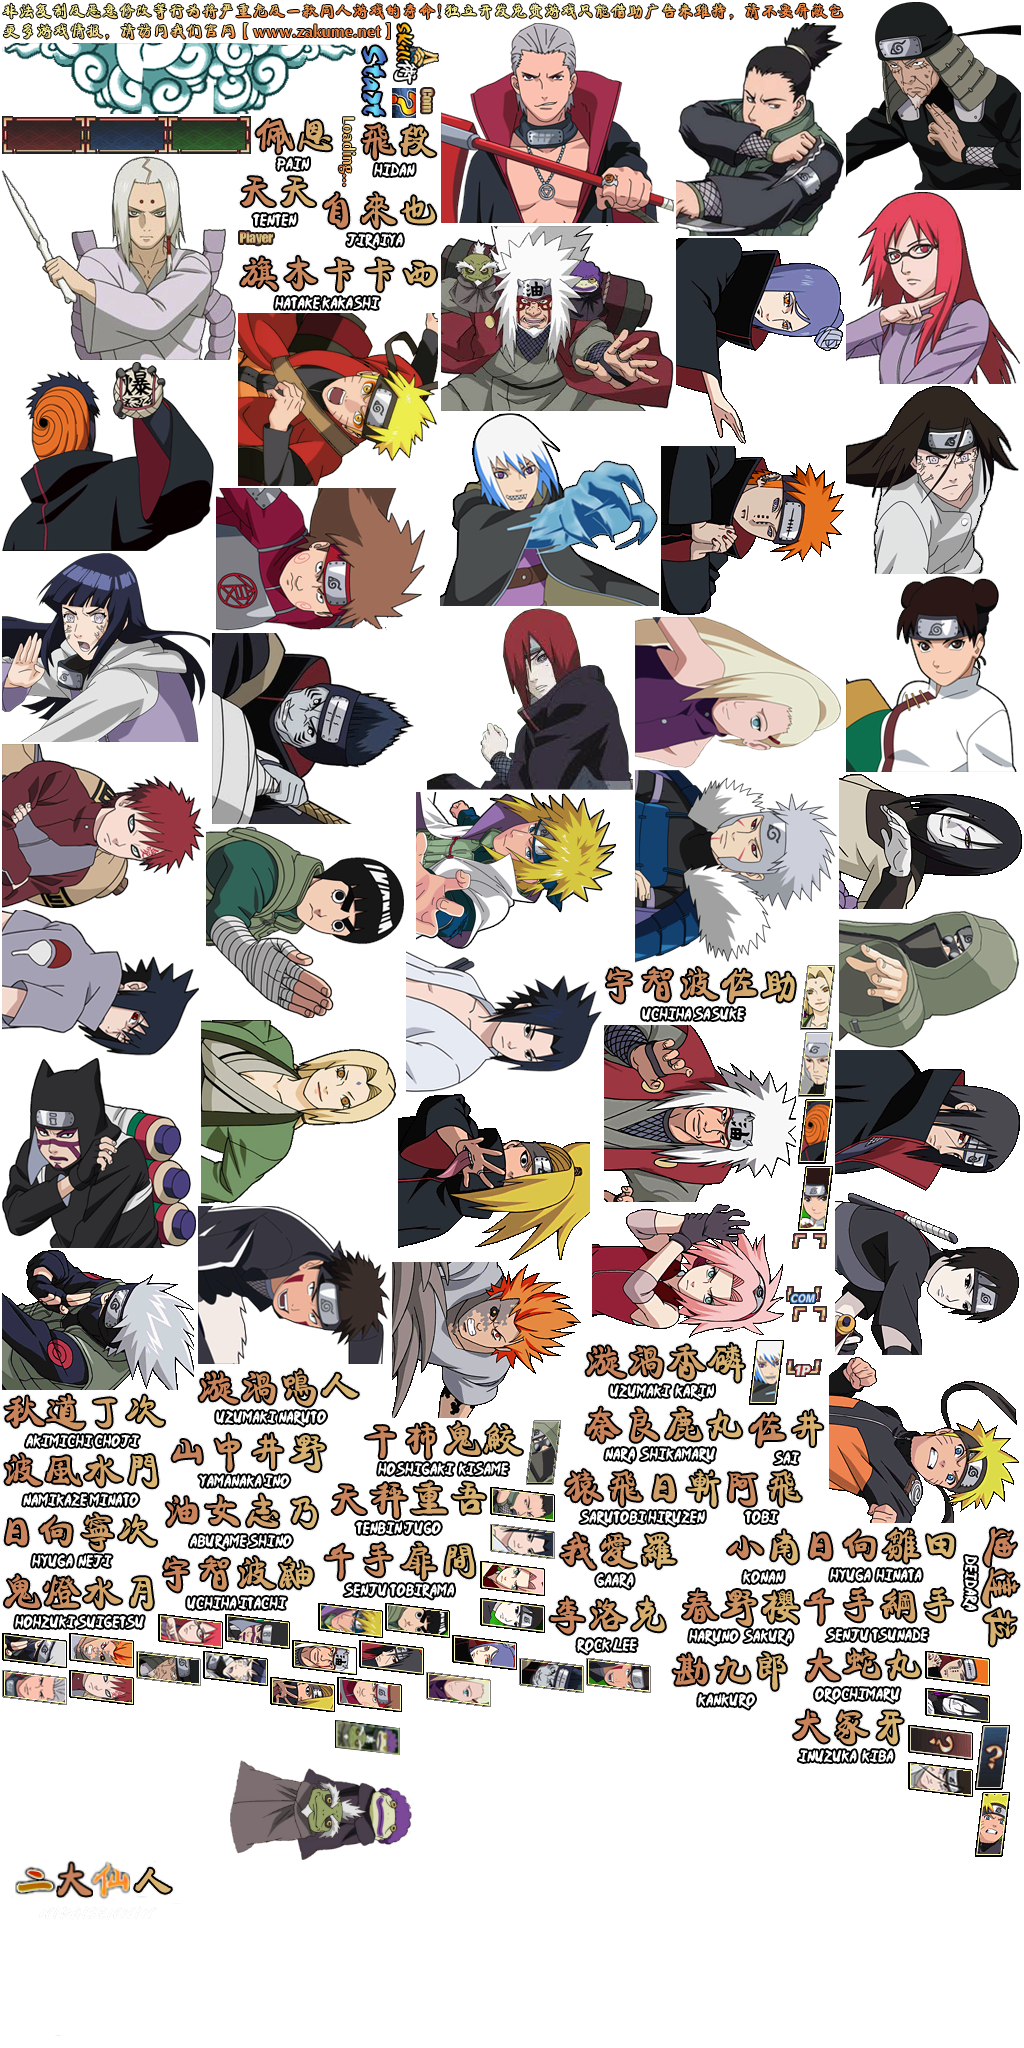 非法复制及恶意修改等行为将严重危及一款同人游戏的寿命!独立开发免费游戏只能借助广告来维持，请不要屏蔽它
更多游戏情报，请访问我们官网【www.zakume.net】
Skill
術
Start
?
Com
Loading...
佩恩
PAIN
飛段
HIDAN
天天
TENTEN
自來也
JIRAIYA
Player
旗木卡卡西
HATAKE KAKASHI
油
爆
宇智波佐助
UCHIHA SASUKE
COM
1P
漩渦香磷
UZUMAKI KARIN
漩渦鳴人
UZUMAKI NARUTO
秋道丁次
AKIMICHI CHOJI
山中井野
YAMANAKA INO
干柿鬼鮫
HOSHIGAKI KISAME
奈良鹿丸
NARA SHIKAMARU
佐井
SAI
波風水門
NAMIKAZE MINATO
油女志乃
ABURAME SHINO
天秤重吾
TENBIN JUGO
猿飛日斬
SARUTOBI HIRUZEN
阿飛
TOBI
日向寧次
HYUGA NEJI
宇智波鼬
UCHIHA ITACHI
千手扉間
SENJU TOBIRAMA
我愛羅
GAARA
小南
KONAN
日向雛田
HYUGA HINATA
迪達拉
DEIDARA
鬼燈水月
HOHZUKI SUIGETSU
李洛克
ROCK LEE
春野櫻
HARUNO SAKURA
千手綱手
SENJU TSUNADE
勘九郎
KANKURO
大蛇丸
OROCHIMARU
犬冢牙
INUZUKA KIBA
?
?
二大仙人